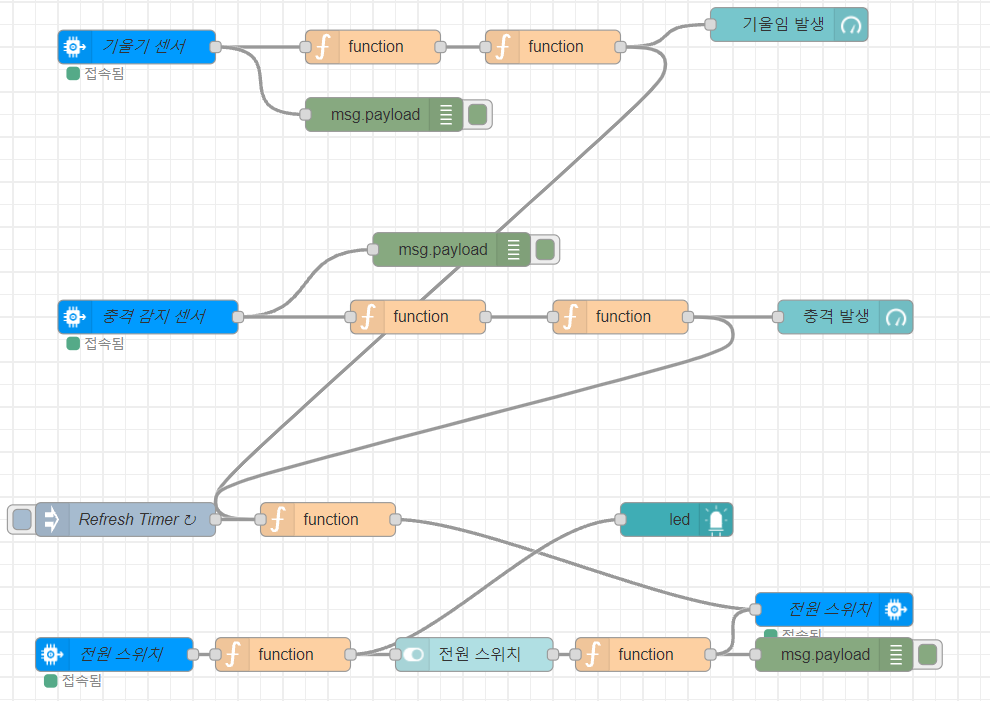 기울임 발생
기울기 센서
function
function
접속됨
msg.payload
msg.payload
충격 감지 센서
function
function
충격 발생
접속됨
Refresh Timer ↻
function
led
전원 스위치
접속됨
전원 스위치
function
전원 스위치
function
msg.payload
접속됨